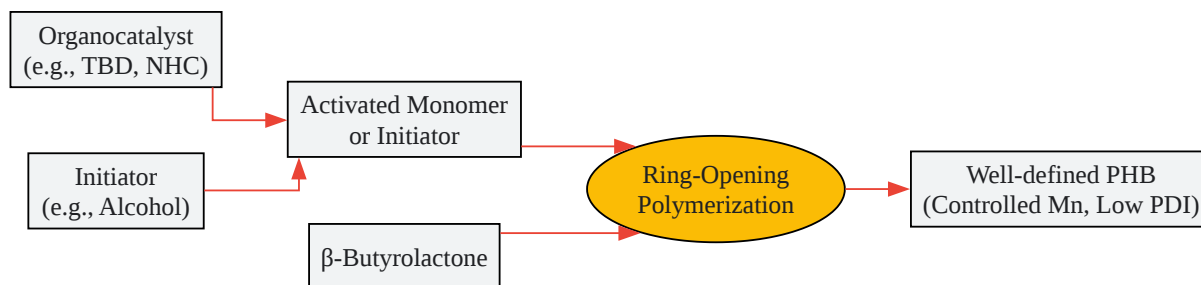 Organocatalyst
(e.g., TBD, NHC)
Activated Monomer
or Initiator
Initiator
(e.g., Alcohol)
Ring-Opening
Polymerization
Well-defined PHB
(Controlled Mn, Low PDI)
β-Butyrolactone